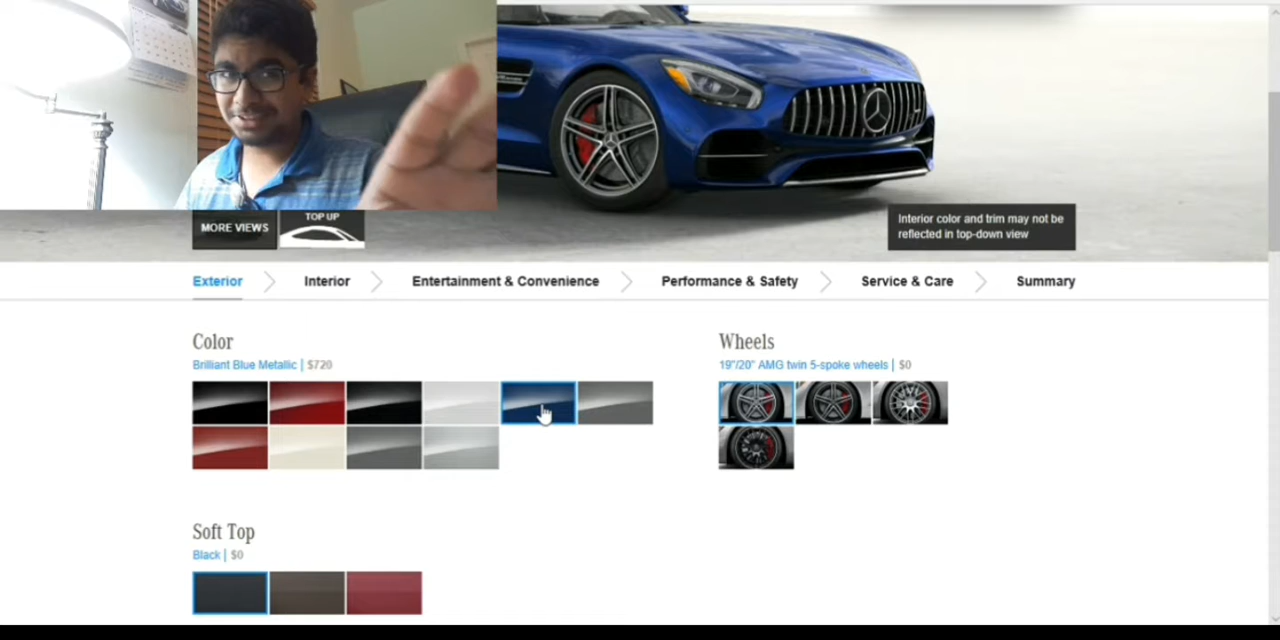 MORE VIEWS
TOP UP
Interior color and trim may not be
reflected in top-down view
Exterior
Interior
Entertainment & Convenience
Performance & Safety
Service & Care
Summary
Color
Brilliant Blue Metallic | $720
Wheels
19"/20" AMG twin 5-spoke wheels | $0
Soft Top
Black | $0